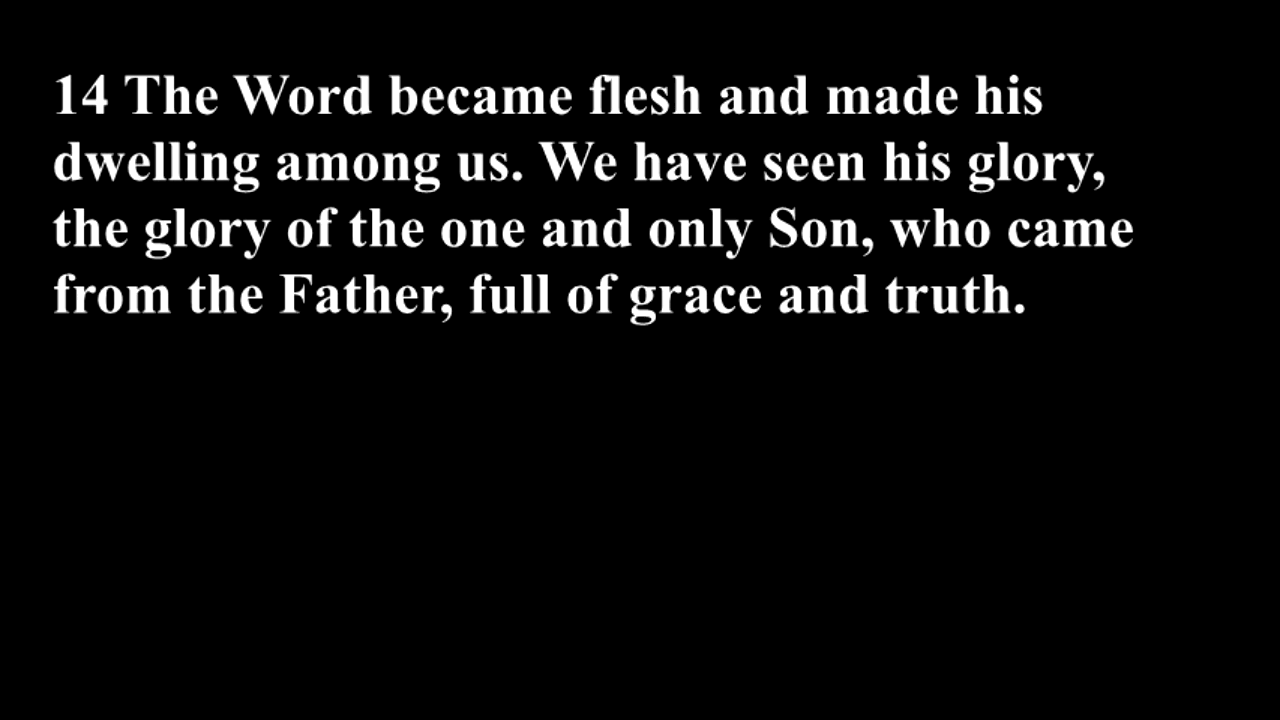 14 The Word became flesh and made his
dwelling among us. We have seen his glory,
the glory of the one and only Son, who came
from the Father, full of grace and truth.